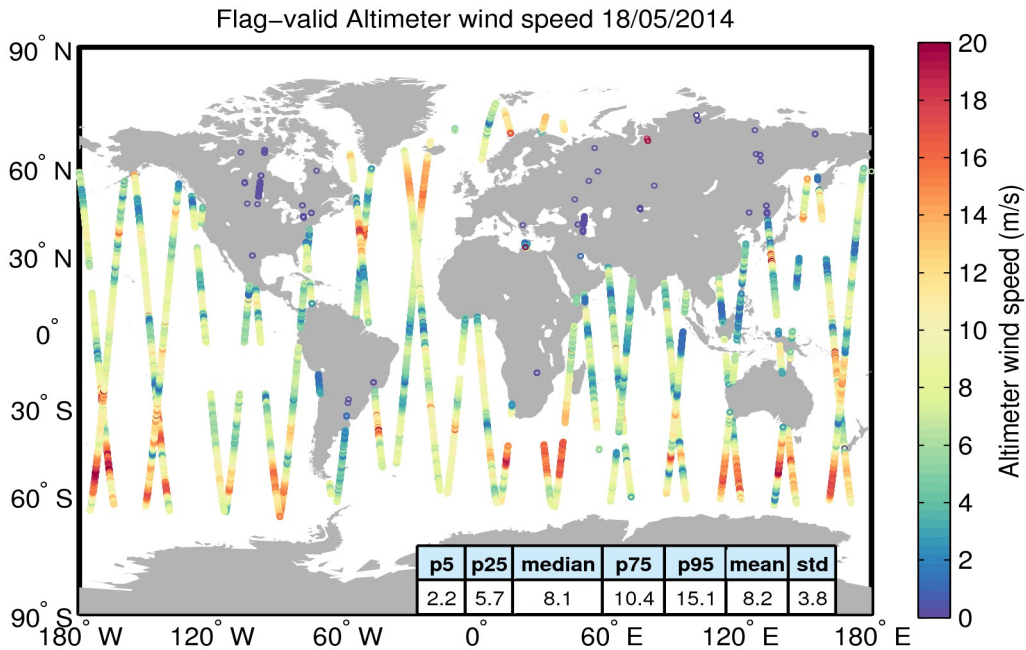 Flag−valid Altimeter wind speed 18/05/2014
90° N
60° N
30° N
0°
30° S
60° S
90° S
180° W
120° W
60° W
0°
60° E
120° E
180° E
p5 p25 median p75 p95 mean std
2.2 5.7 8.1 10.4 15.1 8.2 3.8
20
18
16
14
12
10
8
6
4
2
0
Altimeter wind speed (m/s)